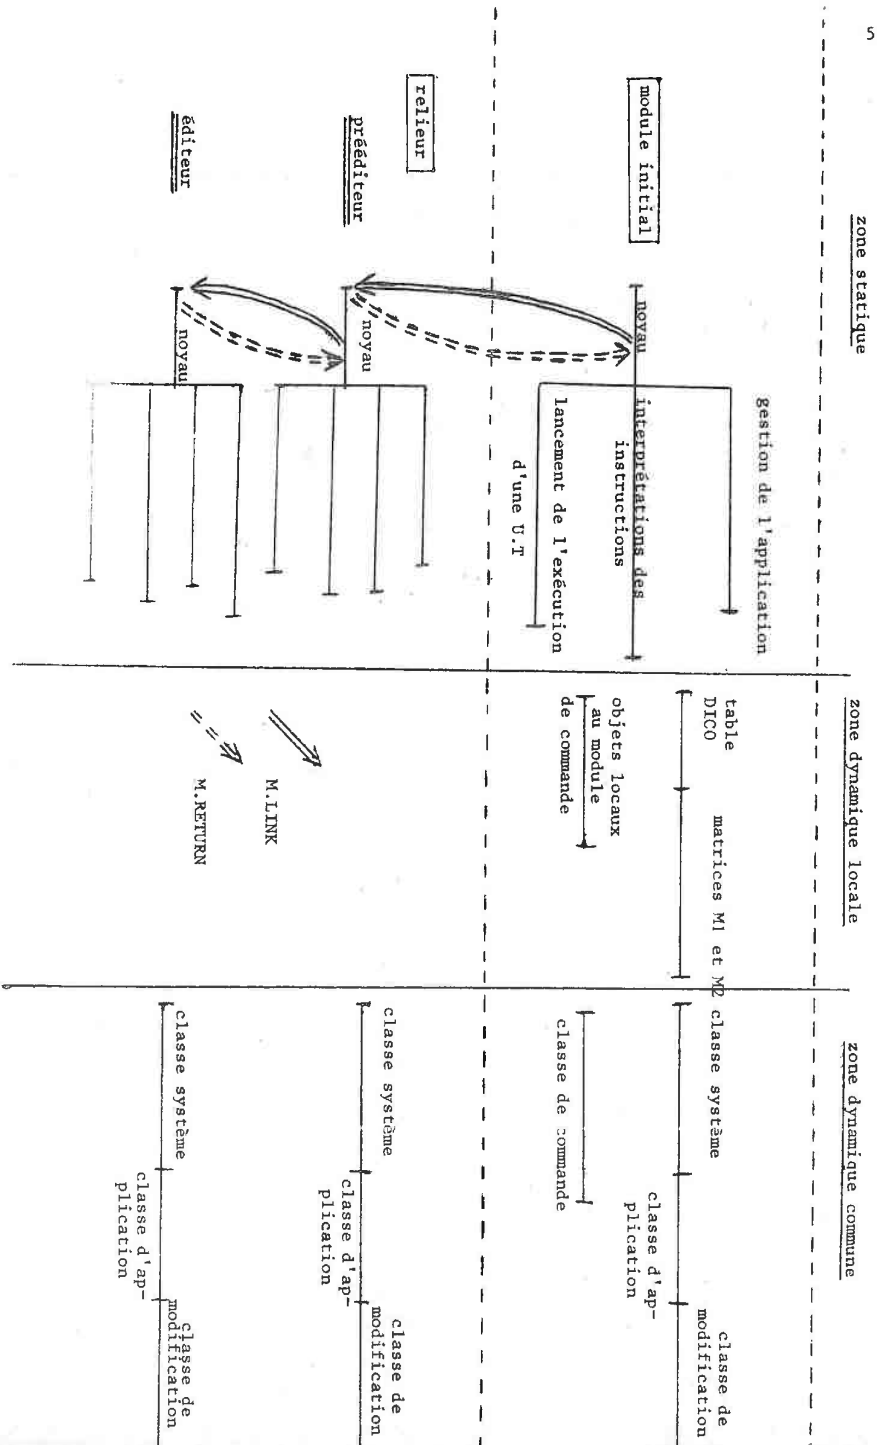 5
zone statique
zone dynamique locale
zone dynamique commune
module initial
noyau
gestion de l'application
interprétations des
instructions
lancement de l'exécution
d'une U.T
table
DICO
matrices M1 et M2
objets locaux
au module
de commande
classe système
classe d'ap-
plication
classe de
modification
classe de commande
relieur
prééditeur
noyau
classe système
classe d'ap-
plication
classe de
modification
éditeur
noyau
M.LINK
M.RETURN
classe système
classe d'ap-
plication
classe de
modification